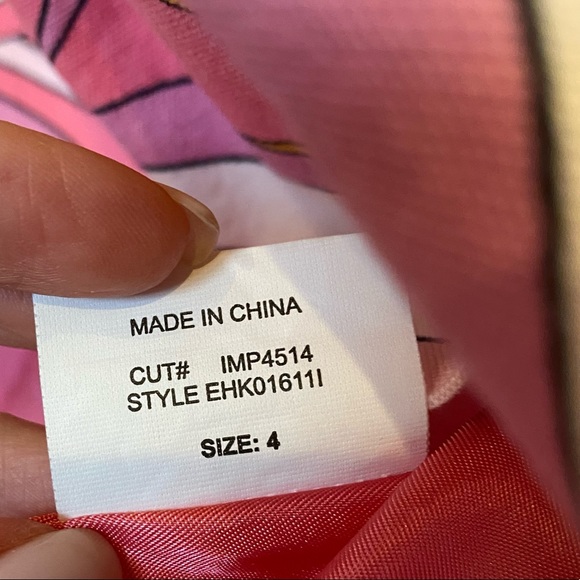 MADE IN CHINA
CUT# IMP4514
STYLE EHK01611I
SIZE: 4